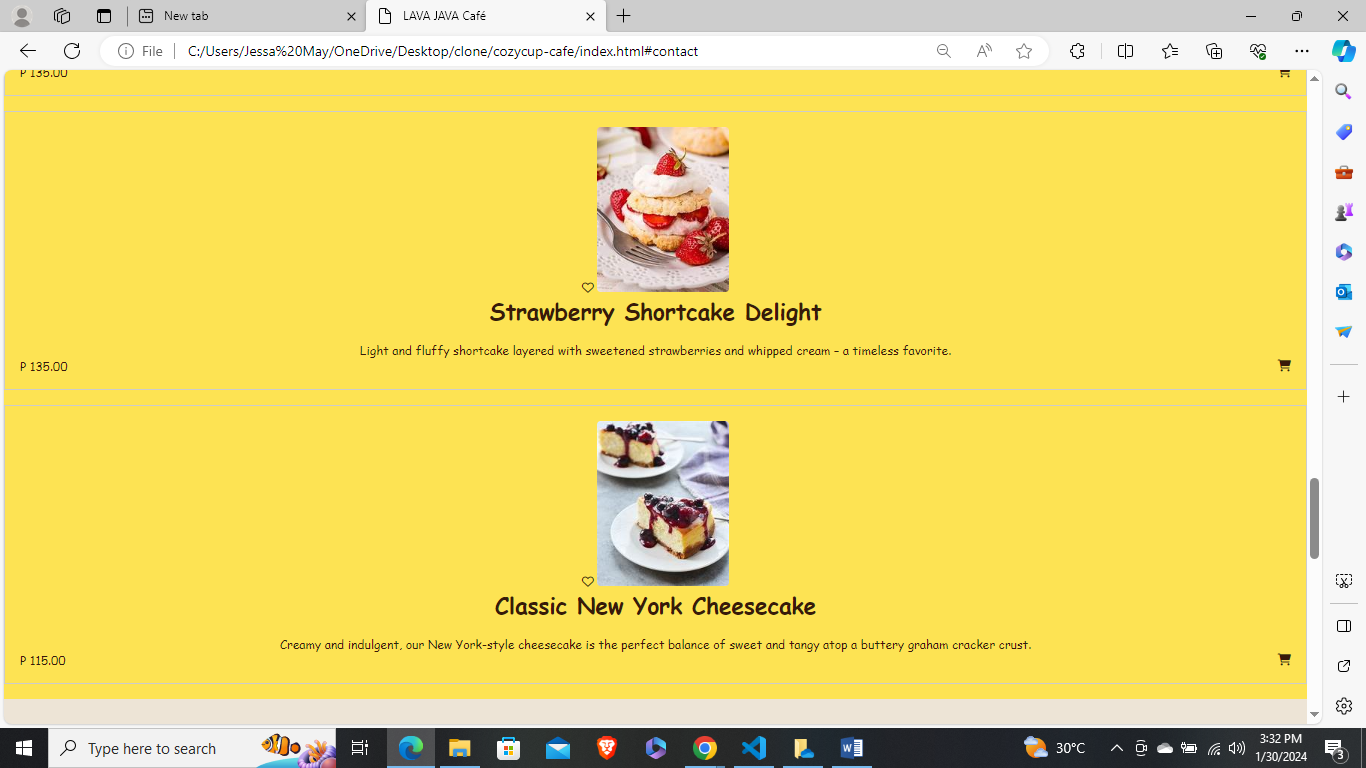 New tab
LAVA JAVA Café
File
C:/Users/Jessa%20May/OneDrive/Desktop/clone/cozycup-cafe/index.html#contact
P 135.00
Strawberry Shortcake Delight
Light and fluffy shortcake layered with sweetened strawberries and whipped cream – a timeless favorite.
P 135.00
Classic New York Cheesecake
Creamy and indulgent, our New York-style cheesecake is the perfect balance of sweet and tangy atop a buttery graham cracker crust.
P 115.00
Type here to search
30°C
3:32 PM
1/30/2024
3